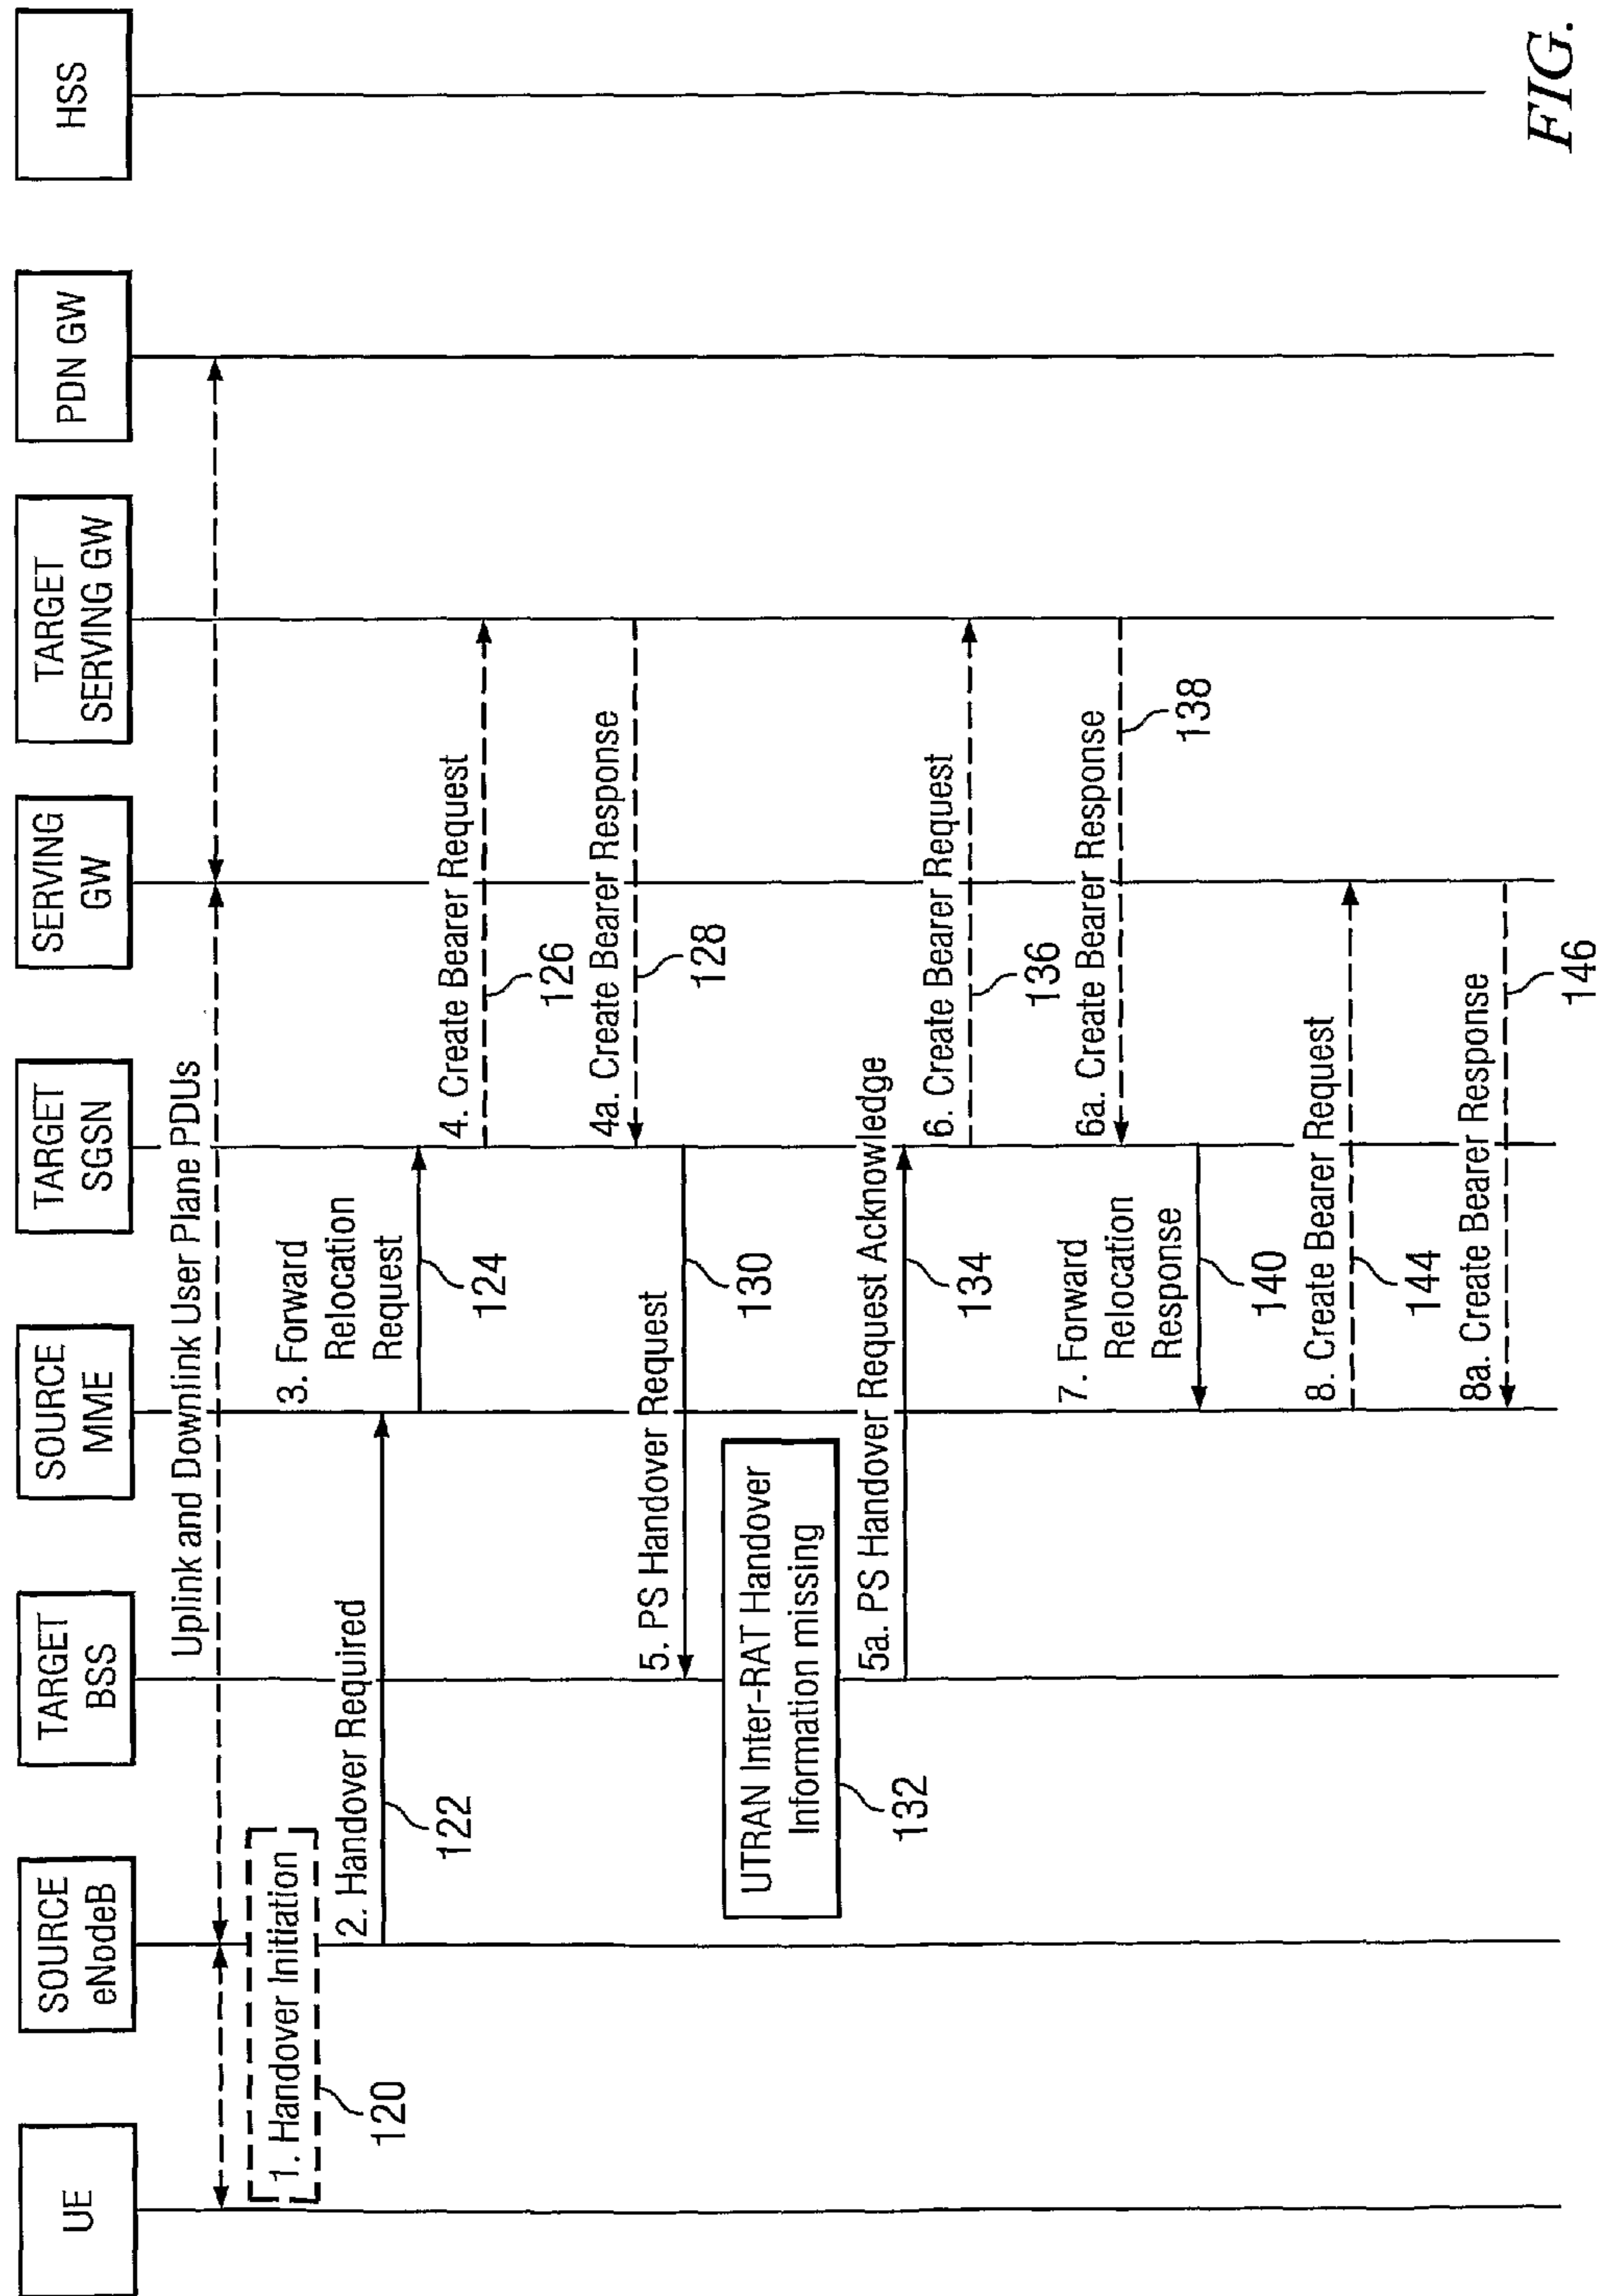 UE
SOURCE
eNodeB
TARGET
BSS
SOURCE
MME
TARGET
SGSN
SERVING
GW
TARGET
SERVING GW
PDN GW
HSS
Uplink and Downlink User Plane PDUs
1. Handover Initiation
120
2. Handover Required
122
3. Forward
Relocation
Request
124
4. Create Bearer Request
126
4a. Create Bearer Response
128
5. PS Handover Request
130
UTRAN Inter-RAT Handover
Information missing
132
5a. PS Handover Request Acknowledge
134
6. Create Bearer Request
136
6a. Create Bearer Response
138
7. Forward
Relocation
Response
140
8. Create Bearer Request
144
8a. Create Bearer Response
146
FIG.